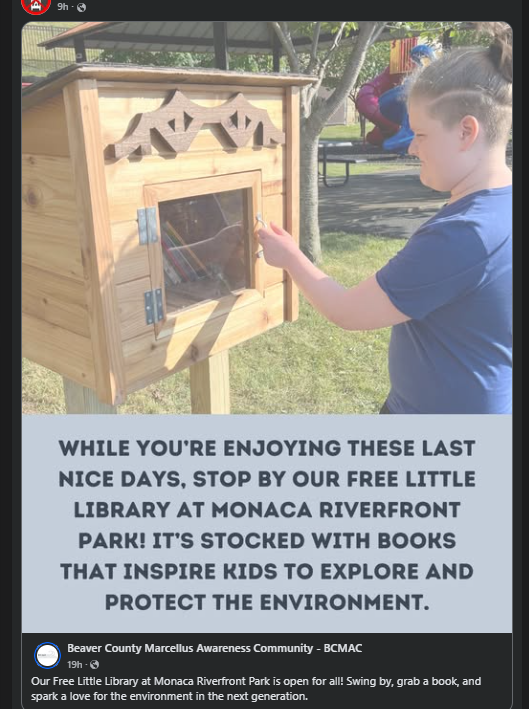 9h ·
WHILE YOU'RE ENJOYING THESE LAST
NICE DAYS, STOP BY OUR FREE LITTLE
LIBRARY AT MONACA RIVERFRONT
PARK! IT'S STOCKED WITH BOOKS
THAT INSPIRE KIDS TO EXPLORE AND
PROTECT THE ENVIRONMENT.
Beaver County Marcellus Awareness Community - BCMAC
19h ·
Our Free Little Library at Monaca Riverfront Park is open for all! Swing by, grab a book, and
spark a love for the environment in the next generation.